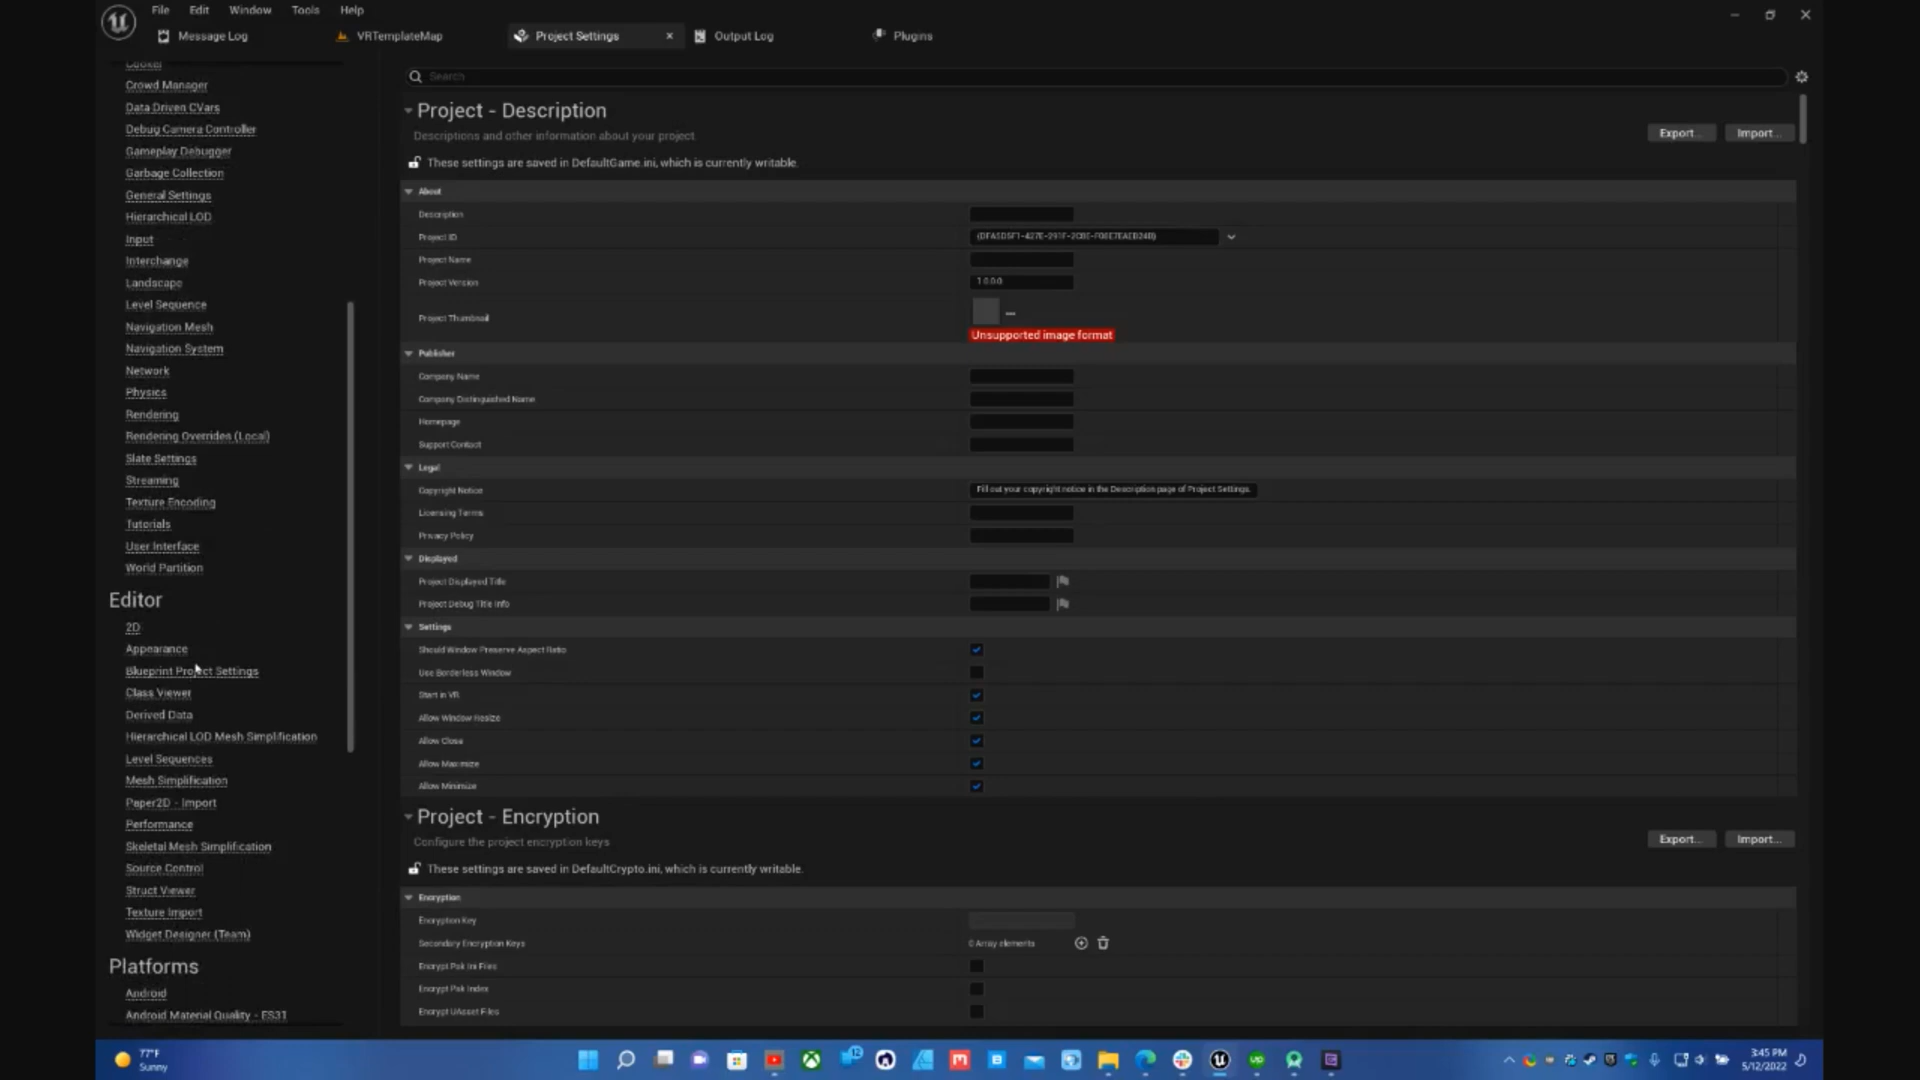 File Edit Window Tools Help
Message Log VRTemplateMap Project Settings Output Log Plugins
Cooker
Crowd Manager
Data Driven CVars
Debug Camera Controller
Gameplay Debugger
Garbage Collection
General Settings
Hierarchical LOD
Input
Interchange
Landscape
Level Sequence
Navigation Mesh
Navigation System
Network
Physics
Rendering
Rendering Overrides (Local)
Slate Settings
Streaming
Texture Encoding
Tutorials
User Interface
World Partition
Editor
2D
Appearance
Blueprint Project Settings
Class Viewer
Derived Data
Hierarchical LOD Mesh Simplification
Level Sequences
Mesh Simplification
Paper2D - Import
Performance
Skeletal Mesh Simplification
Source Control
Struct Viewer
Texture Import
Widget Designer (Team)
Platforms
Android
Android Material Quality - ES31
Search
Project - Description
Descriptions and other information about your project
Export... Import...
These settings are saved in DefaultGame.ini, which is currently writable.
About
Description
Project ID
Project Name
Project Version 1.0.0.0
Project Thumbnail
Unsupported image format
Publisher
Company Name
Company Distinguished Name
Homepage
Support Contact
Legal
Copyright Notice Fill out your copyright notice in the Description page of Project Settings.
Licensing Terms
Privacy Policy
Displayed
Project Displayed Title
Project Debug Title Info
Settings
Should Window Preserve Aspect Ratio
Use Borderless Window
Start in VR
Allow Window Resize
Allow Close
Allow Maximize
Allow Minimize
Project - Encryption
Configure the project encryption keys
Export... Import...
These settings are saved in DefaultCrypto.ini, which is currently writable.
Encryption
Encryption Key
Secondary Encryption Keys 0 Array elements
Encrypt Pak Ini Files
Encrypt Pak Index
Encrypt UAsset Files
77°F
Sunny
12
3:45 PM
5/12/2022